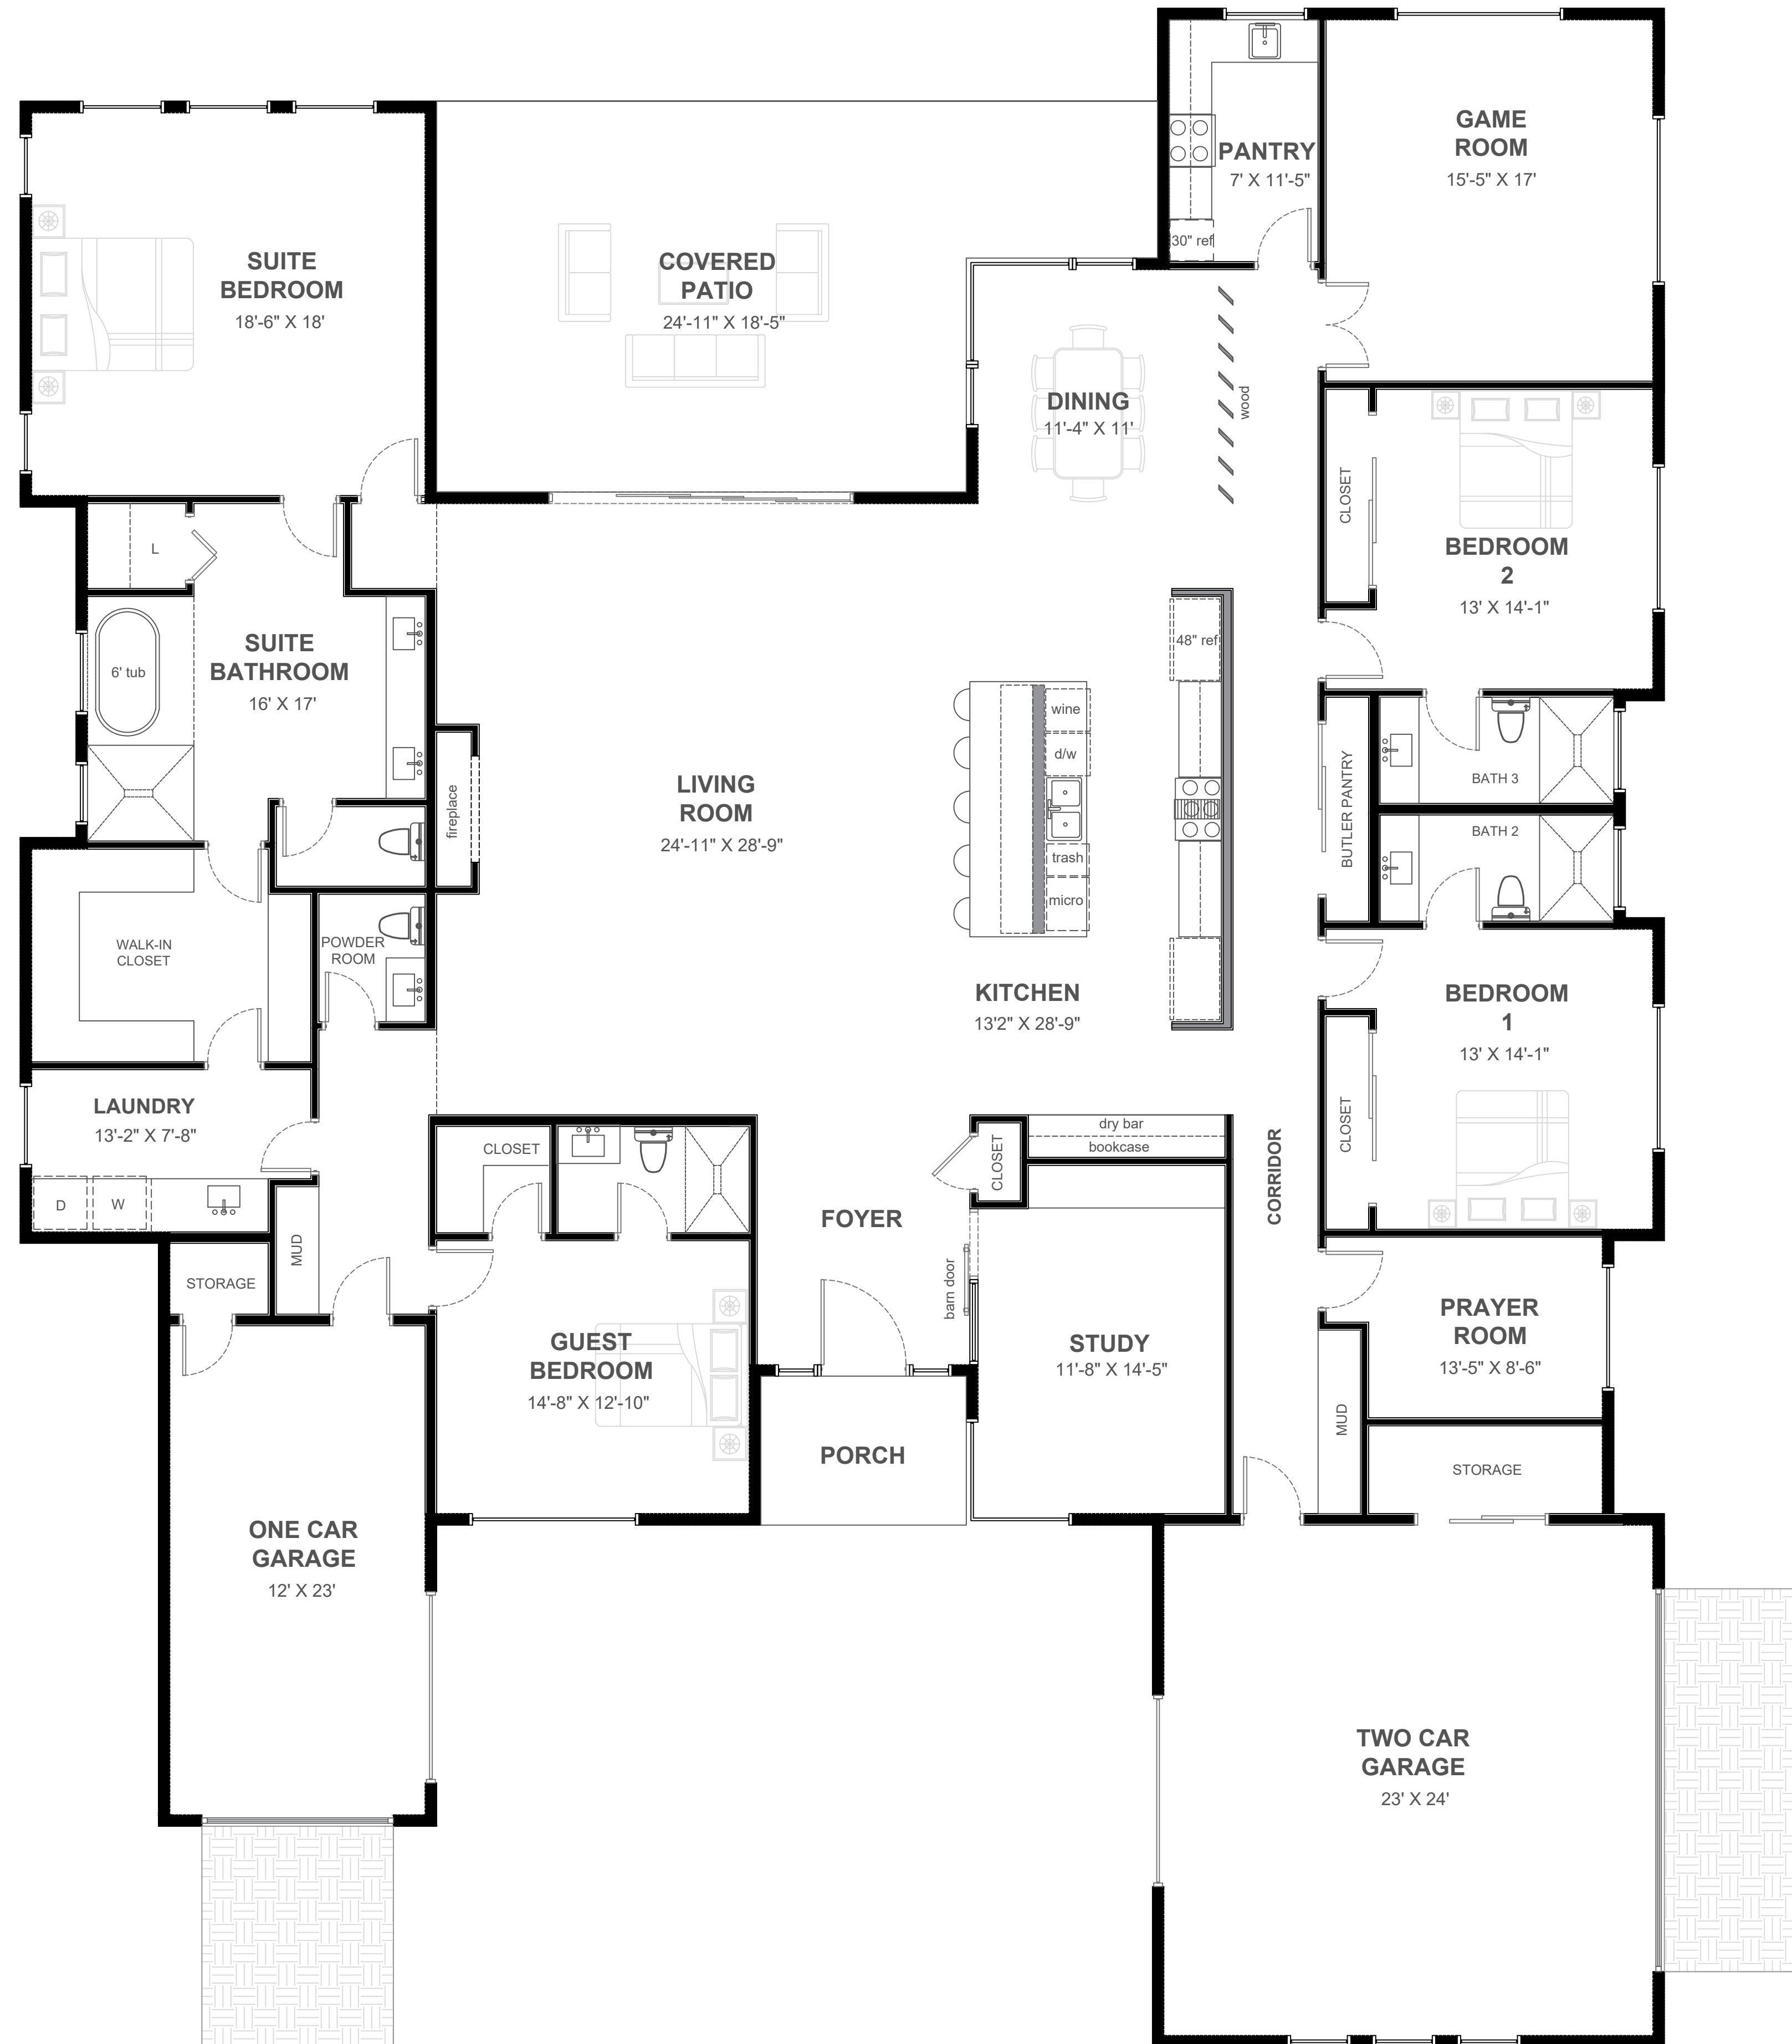 GAME
ROOM
15'-5" X 17'
PANTRY
7' X 11'-5"
30" ref
SUITE
BEDROOM
18'-6" X 18'
COVERED
PATIO
24'-11" X 18'-5"
DINING
11'-4" X 11'
wood
CLOSET
BEDROOM
2
13' X 14'-1"
L
6' tub
SUITE
BATHROOM
16' X 17'
48" ref
wine
d/w
trash
micro
fireplace
LIVING
ROOM
24'-11" X 28'-9"
BUTLER PANTRY
BATH 3
BATH 2
WALK-IN
CLOSET
POWDER
ROOM
KITCHEN
13'2" X 28'-9"
BEDROOM
1
13' X 14'-1"
CLOSET
LAUNDRY
13'-2" X 7'-8"
D
W
MUD
STORAGE
CLOSET
FOYER
CLOSET
dry bar
bookcase
CORRIDOR
barn door
GUEST
BEDROOM
14'-8" X 12'-10"
STUDY
11'-8" X 14'-5"
PRAYER
ROOM
13'-5" X 8'-6"
PORCH
MUD
STORAGE
ONE CAR
GARAGE
12' X 23'
TWO CAR
GARAGE
23' X 24'